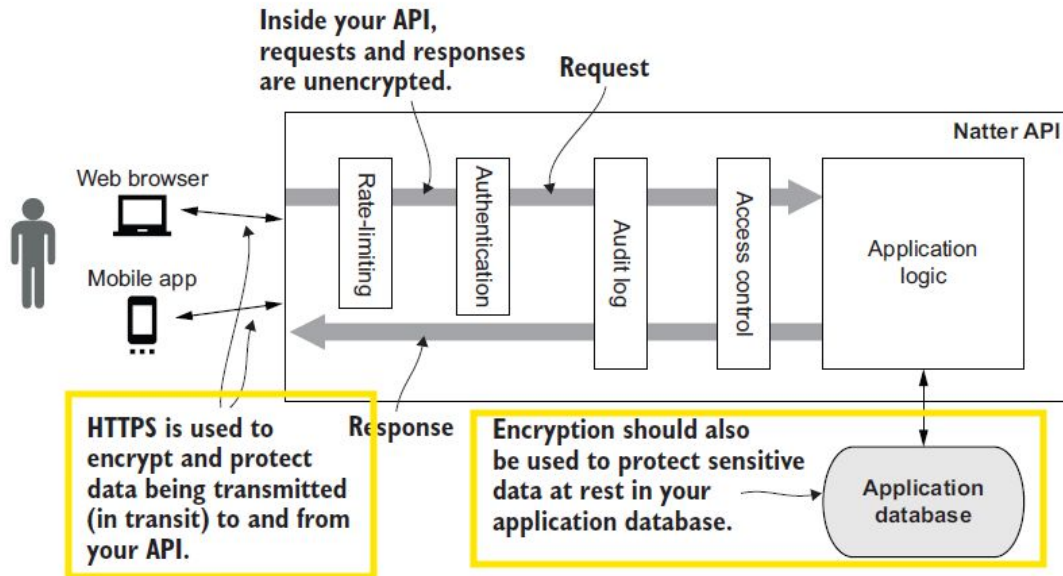 Inside your API,
requests and responses
are unencrypted.
Request
Natter API
Web browser
Mobile app
Rate-limiting
Authentication
Audit log
Access control
Application
logic
HTTPS is used to
encrypt and protect
data being transmitted
(in transit) to and from
your API.
Response
Encryption should also
be used to protect sensitive
data at rest in your
application database.
Application
database